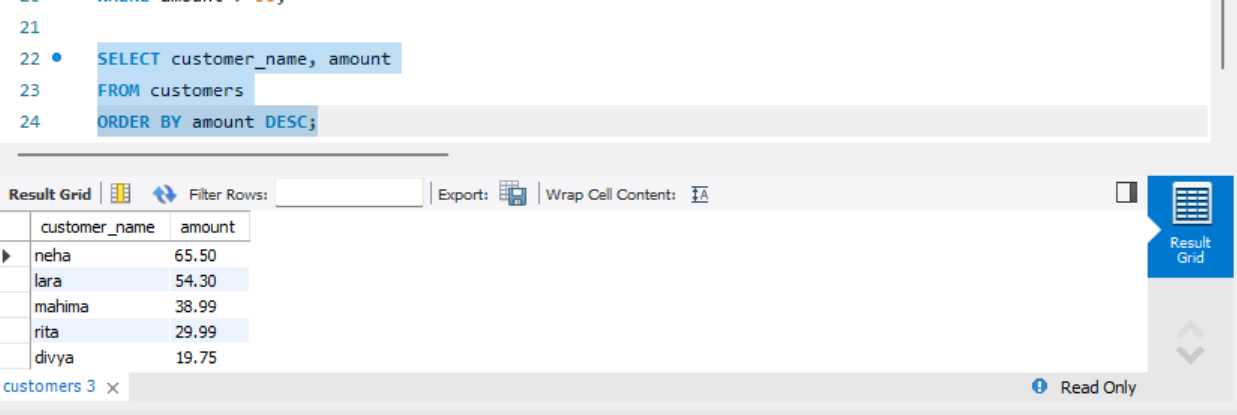 21
22 SELECT customer_name, amount
23 FROM customers
24 ORDER BY amount DESC;
Result Grid Filter Rows: Export: Wrap Cell Content: IA
customer_name amount
neha 65.50
lara 54.30
mahima 38.99
rita 29.99
divya 19.75
Result
Grid
customers 3 Read Only